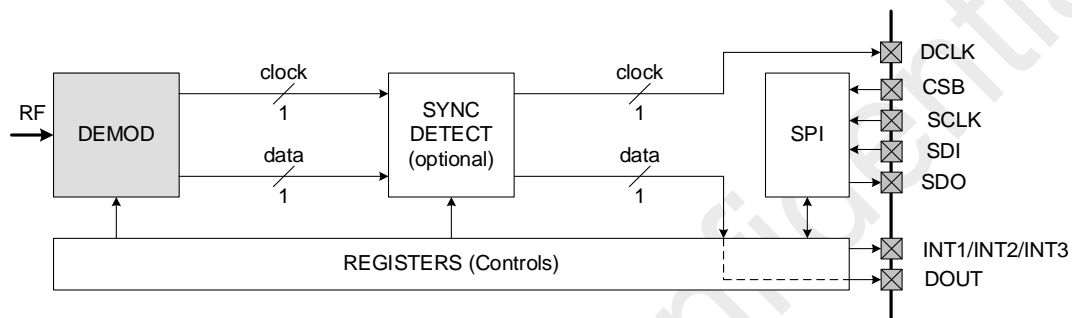 RF
DEMOD
clock
1
data
1
SYNC
DETECT
(optional)
clock
1
data
1
SPI
DCLK
CSB
SCLK
SDI
SDO
INT1/INT2/INT3
DOUT
REGISTERS (Controls)